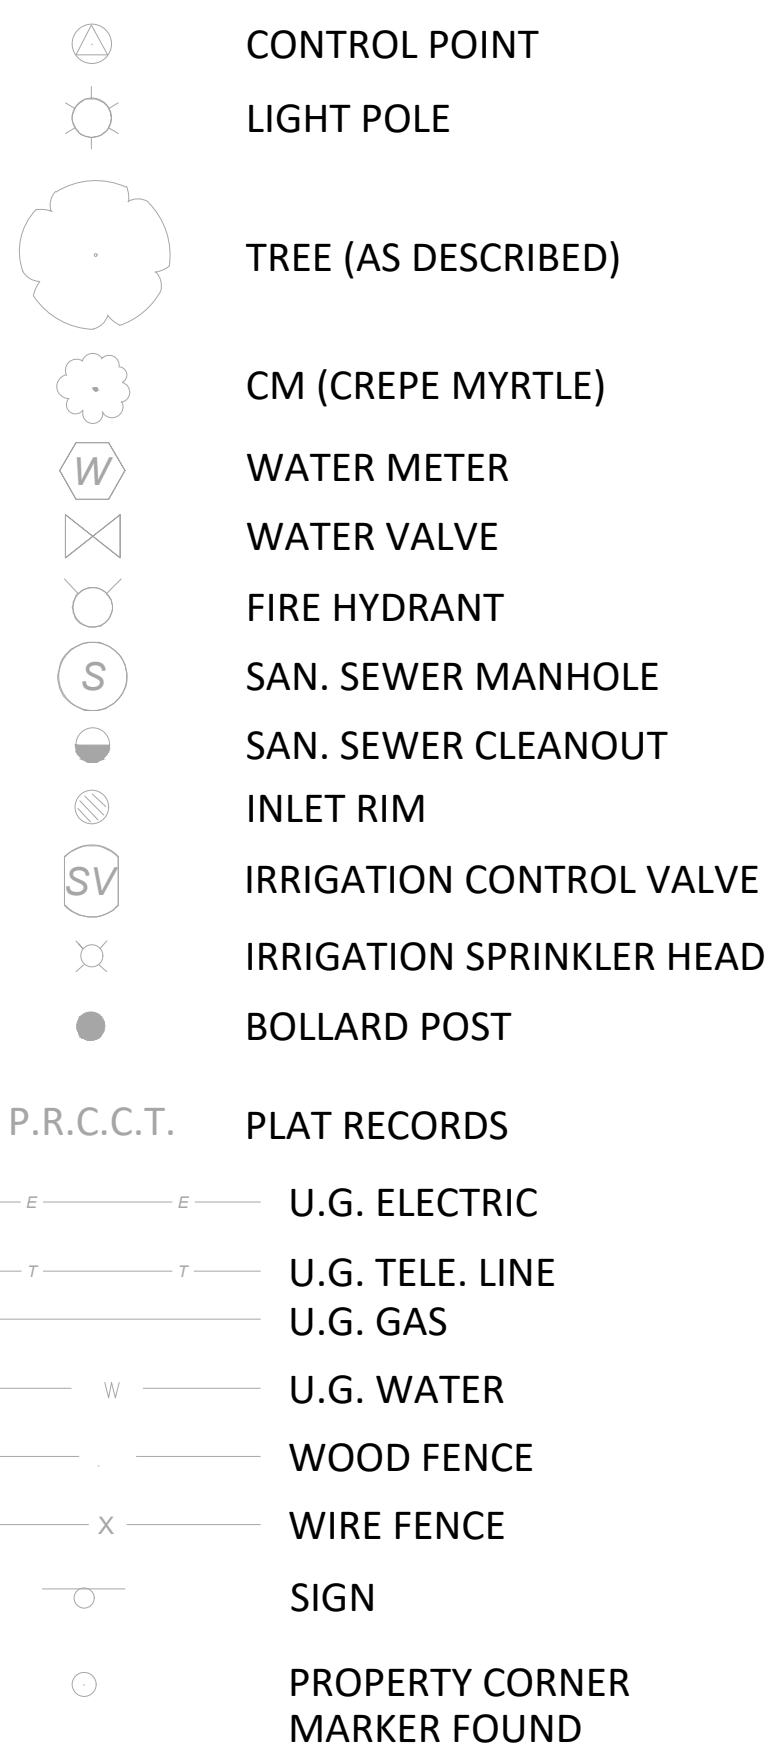 CONTROL POINT
LIGHT POLE
TREE (AS DESCRIBED)
CM (CREPE MYRTLE)
W WATER METER
WATER VALVE
FIRE HYDRANT
S SAN. SEWER MANHOLE
SAN. SEWER CLEANOUT
INLET RIM
SV IRRIGATION CONTROL VALVE
IRRIGATION SPRINKLER HEAD
BOLLARD POST
P.R.C.C.T. PLAT RECORDS
E E U.G. ELECTRIC
T T U.G. TELE. LINE
U.G. GAS
W U.G. WATER
WOOD FENCE
X WIRE FENCE
SIGN
PROPERTY CORNER
MARKER FOUND